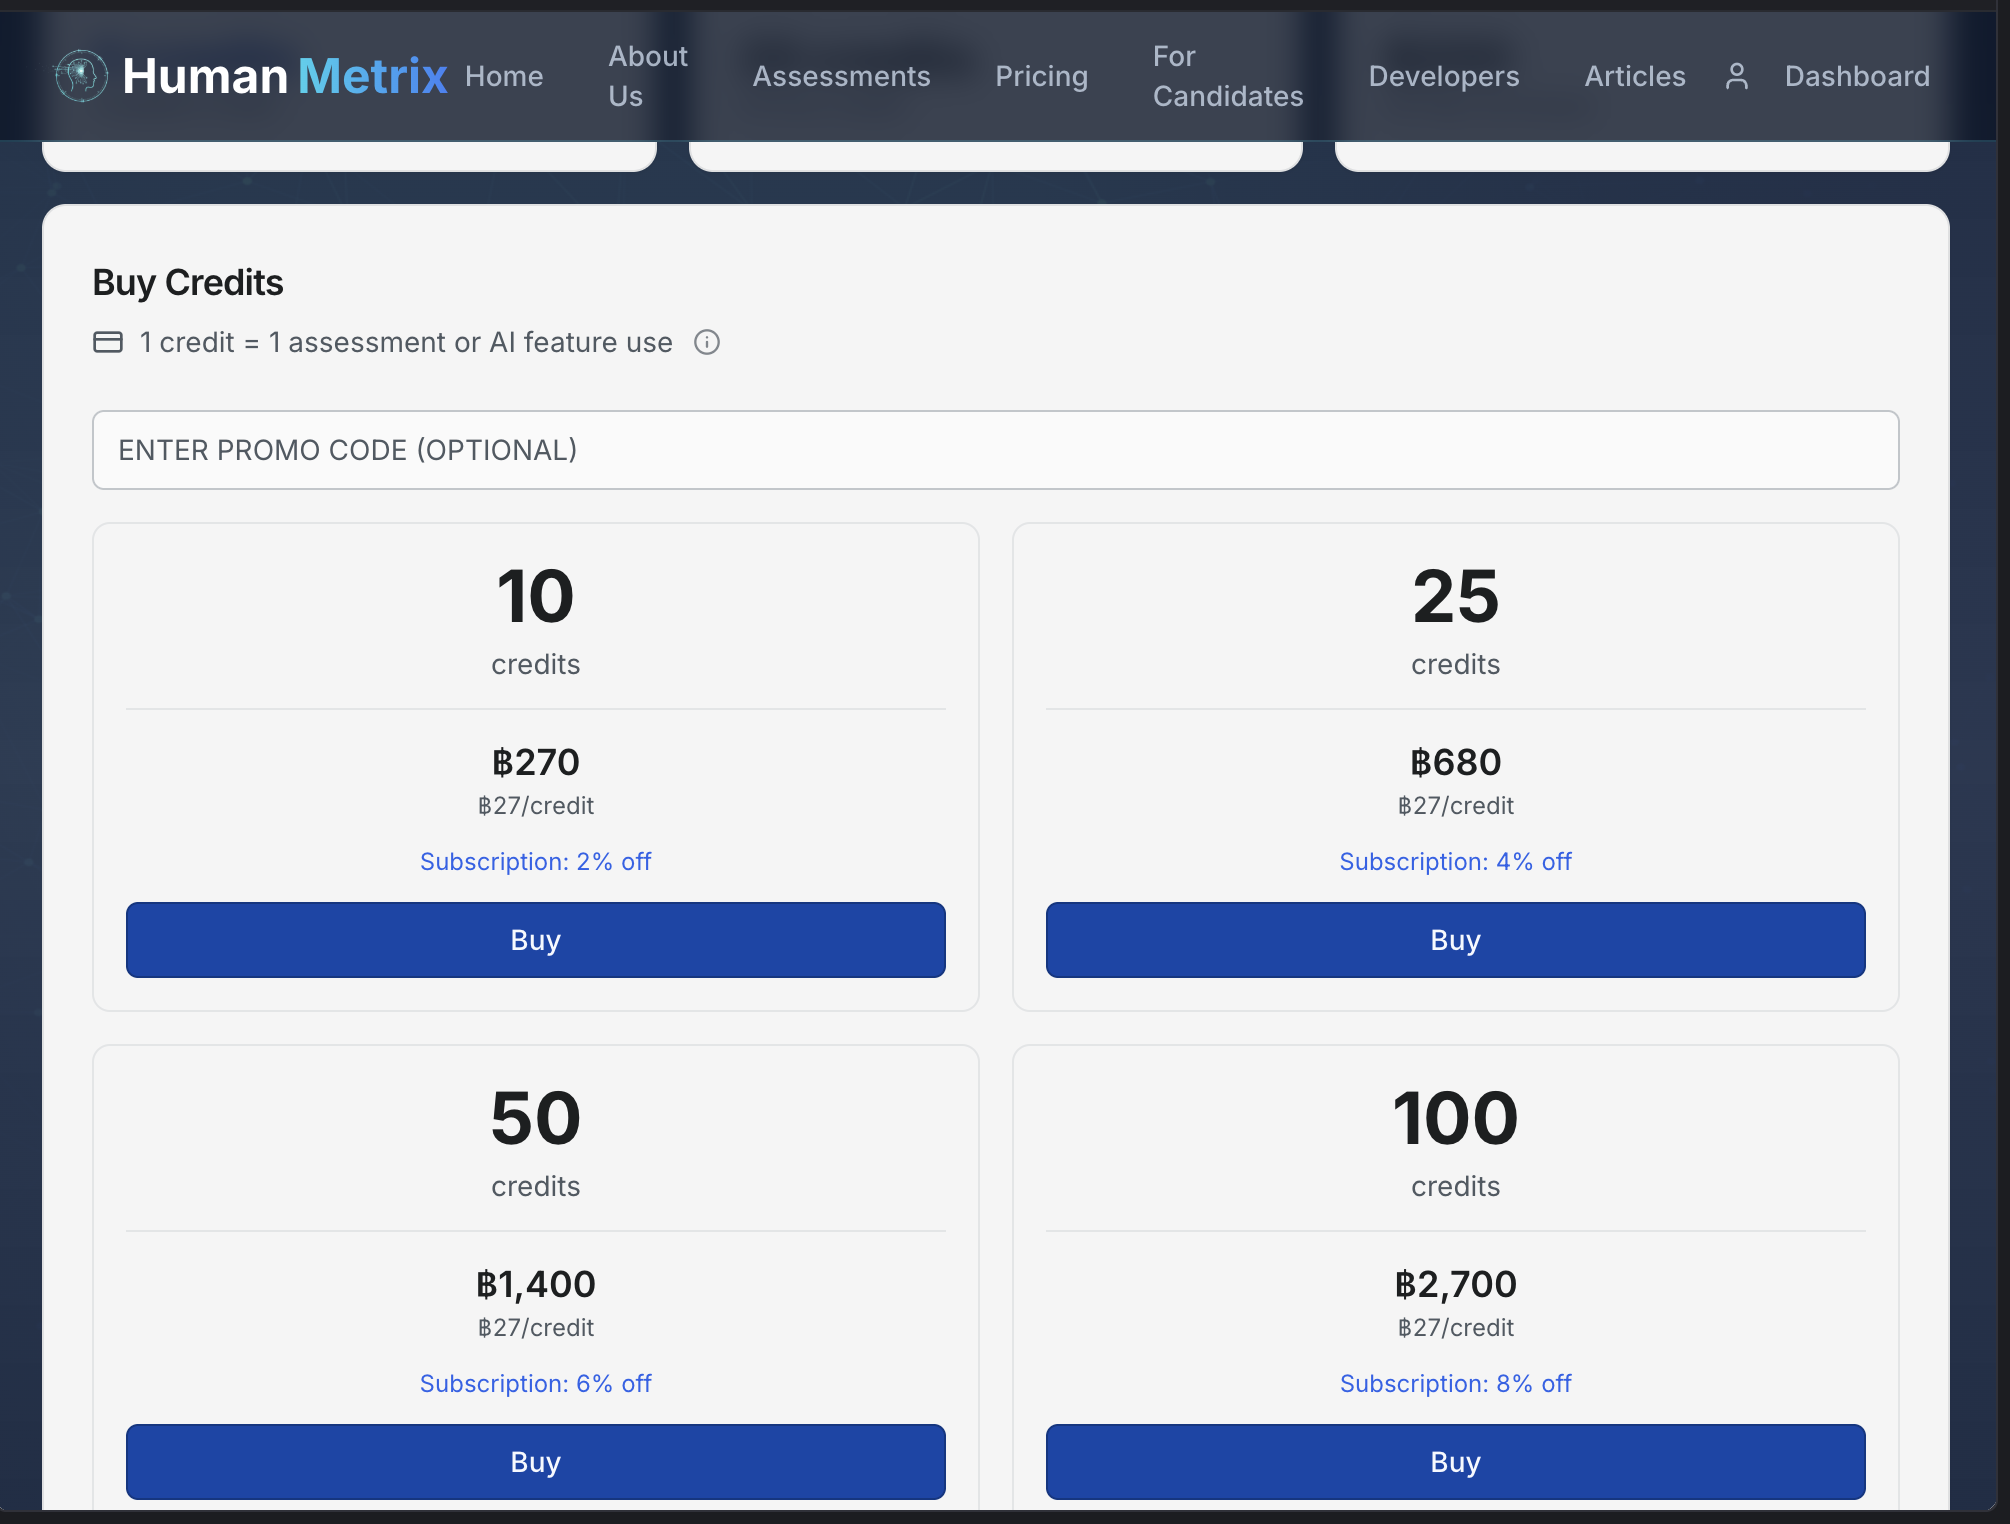 Human Metrix
Home
About Us
Assessments
Pricing
For Candidates
Developers
Articles
Dashboard
Buy Credits
1 credit = 1 assessment or AI feature use
ENTER PROMO CODE (OPTIONAL)
10
credits
฿270
฿27/credit
Subscription: 2% off
Buy
25
credits
฿680
฿27/credit
Subscription: 4% off
Buy
50
credits
฿1,400
฿27/credit
Subscription: 6% off
Buy
100
credits
฿2,700
฿27/credit
Subscription: 8% off
Buy